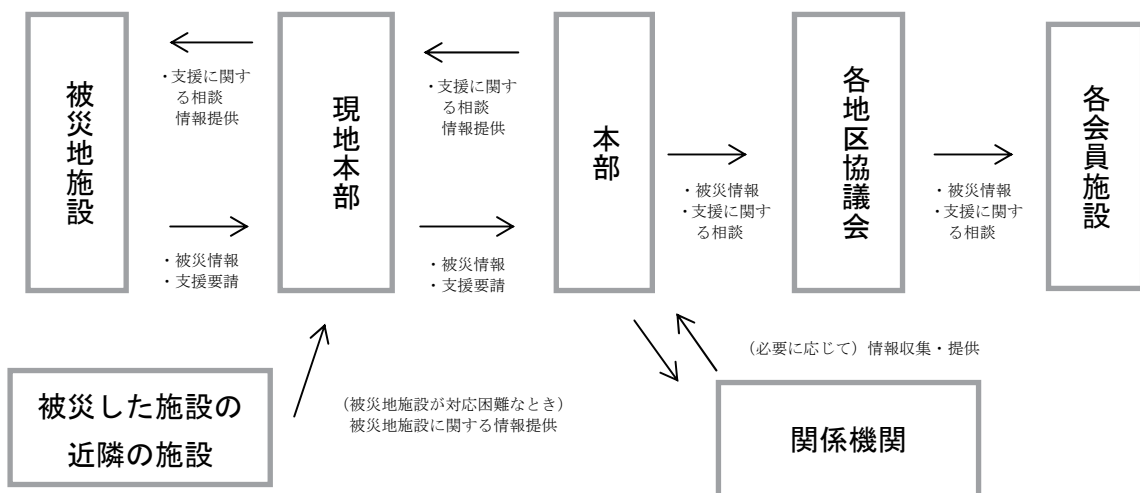 被災地施設
・支援に関す
る相談
情報提供
・被災情報
・支援要請
現地本部
・支援に関す
る相談
情報提供
・被災情報
・支援要請
本部
・被災情報
・支援に関す
る相談
各地区協議会
・被災情報
・支援に関す
る相談
各会員施設
被災した施設の
近隣の施設
(被災地施設が対応困難なとき)
被災地施設に関する情報提供
(必要に応じて) 情報収集・提供
関係機関